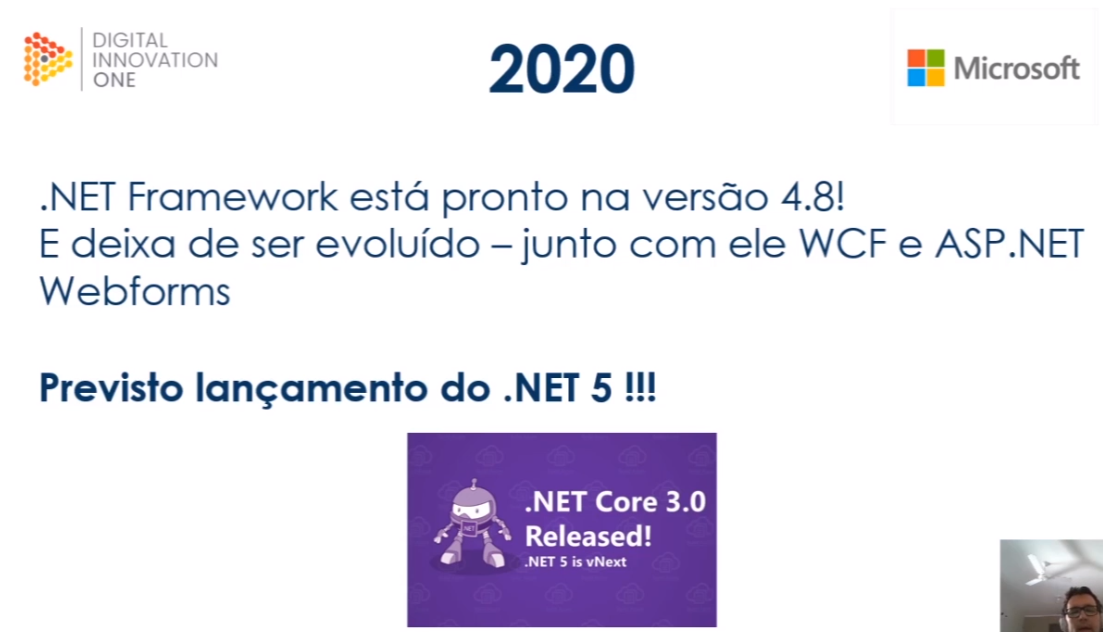 DIGITAL
INNOVATION
ONE
2020
Microsoft
.NET Framework está pronto na versão 4.8!
E deixa de ser evoluído – junto com ele WCF e ASP.NET
Webforms
Previsto lançamento do .NET 5 !!!
.NET
.NET Core 3.0
Released!
.NET 5 is vNext